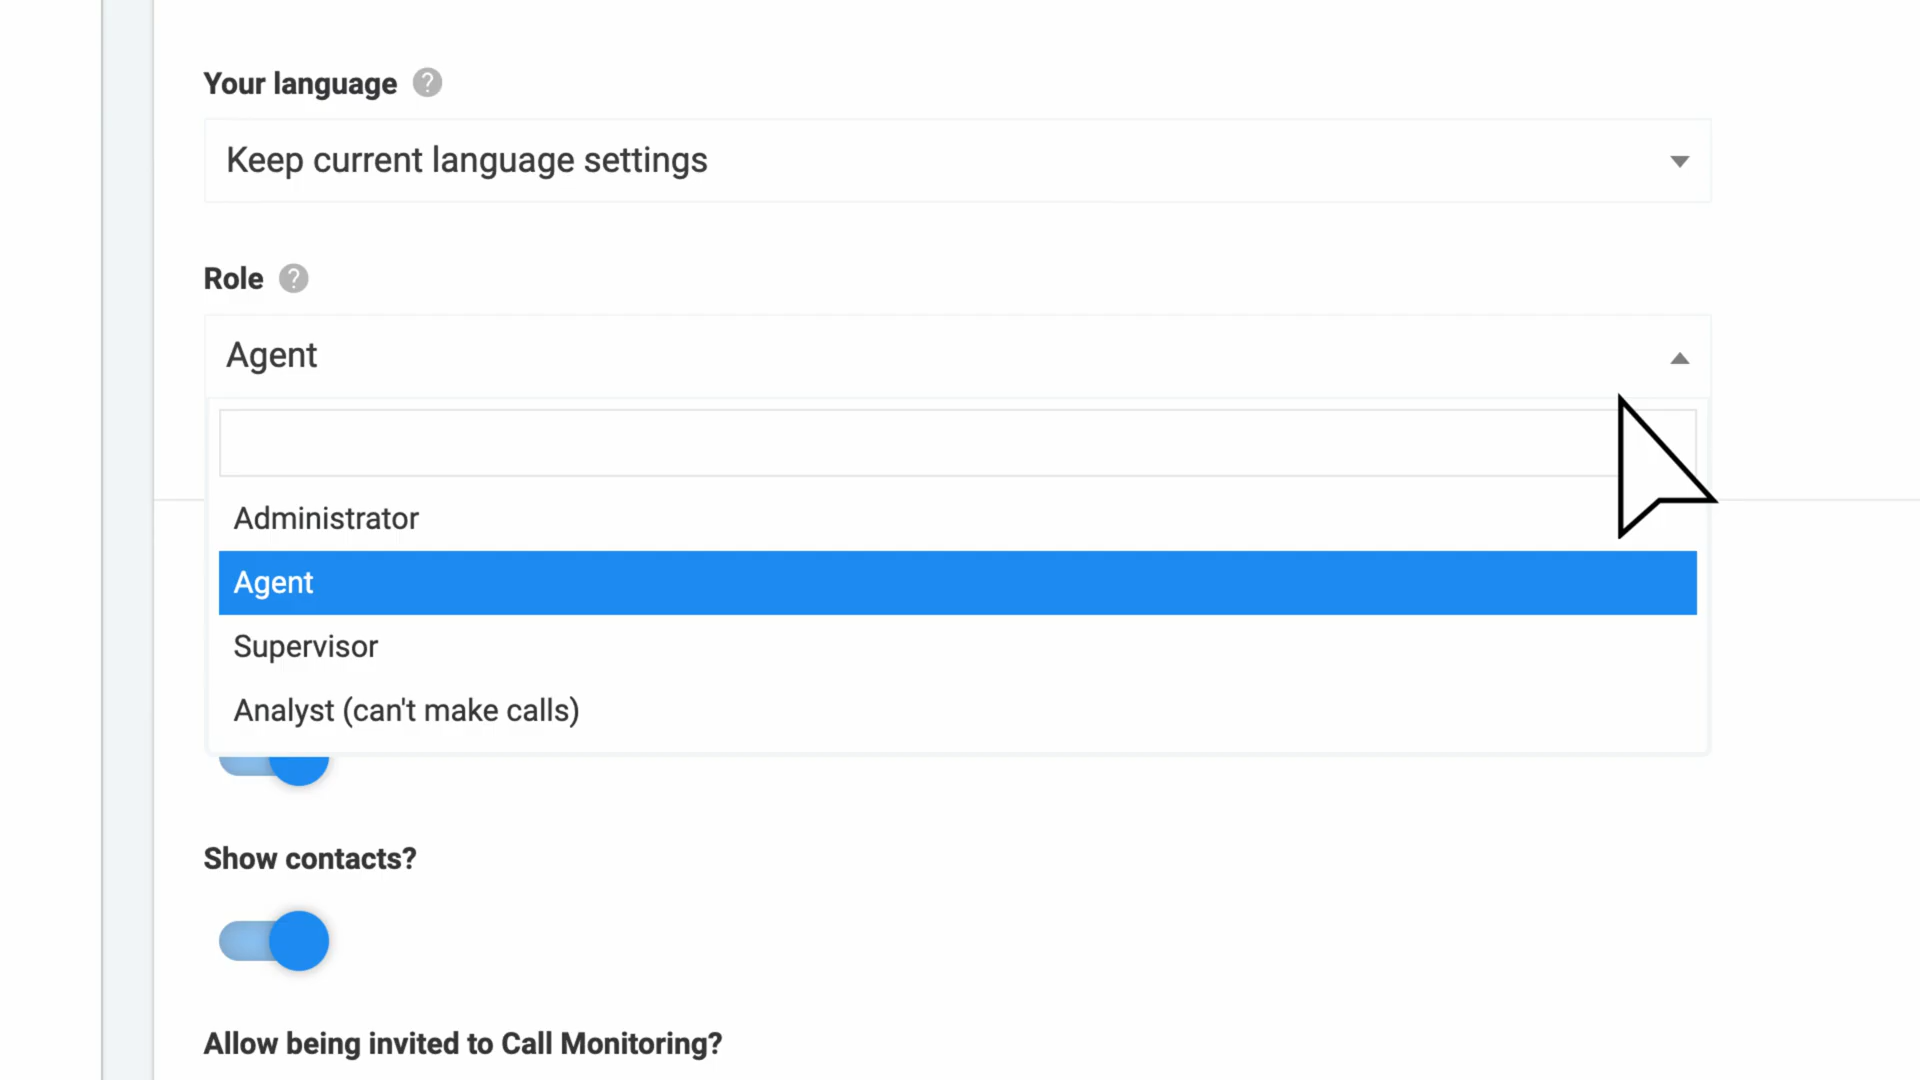 Your language ?
Keep current language settings
Role ?
Agent
Administrator
Agent
Supervisor
Analyst (can't make calls)
Show contacts?
Allow being invited to Call Monitoring?